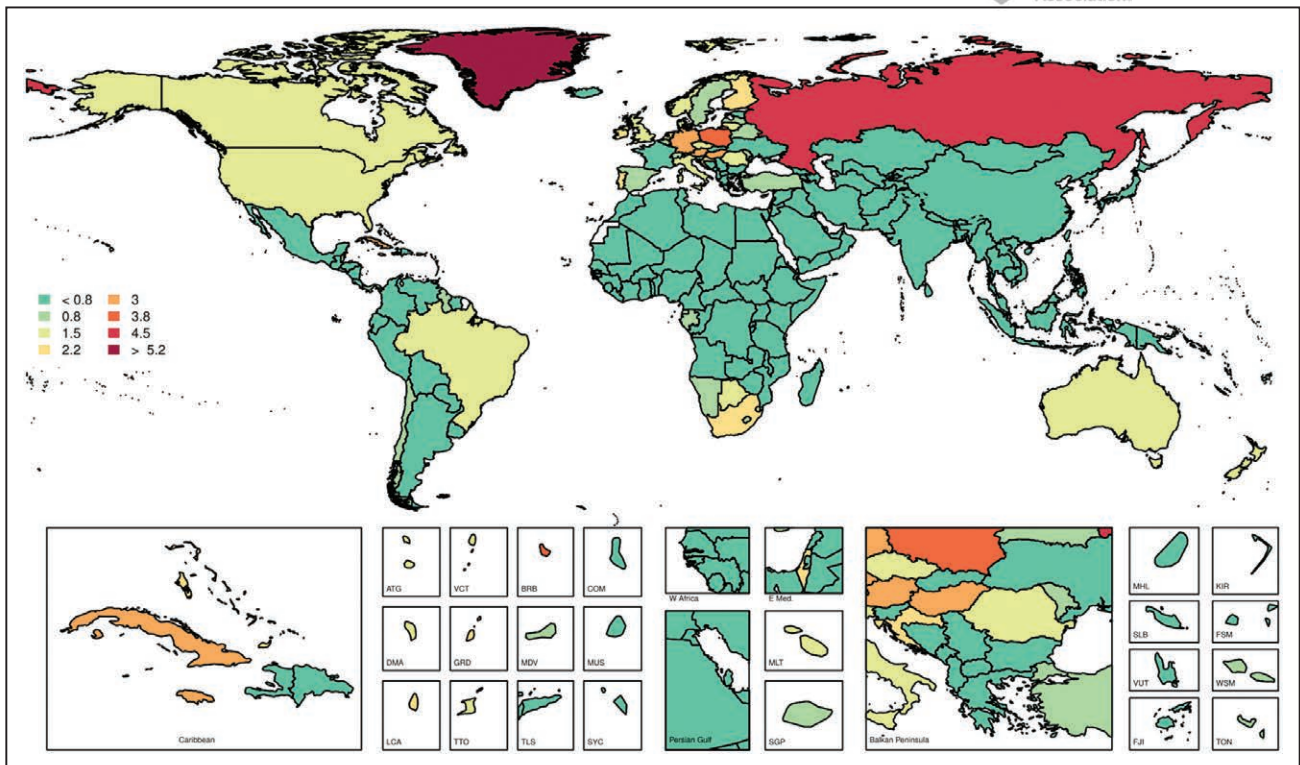 < 0.8
0.8
1.5
2.2
3
3.8
4.5
> 5.2
Caribbean
ATG
VCT
BRB
COM
DMA
GRD
MDV
MUS
LCA
TTO
TLS
SYC
W Africa
E Med.
Persian Gulf
MLT
SGP
Balkan Peninsula
MHL
KIR
SLB
FSM
VUT
WSM
FJI
TON